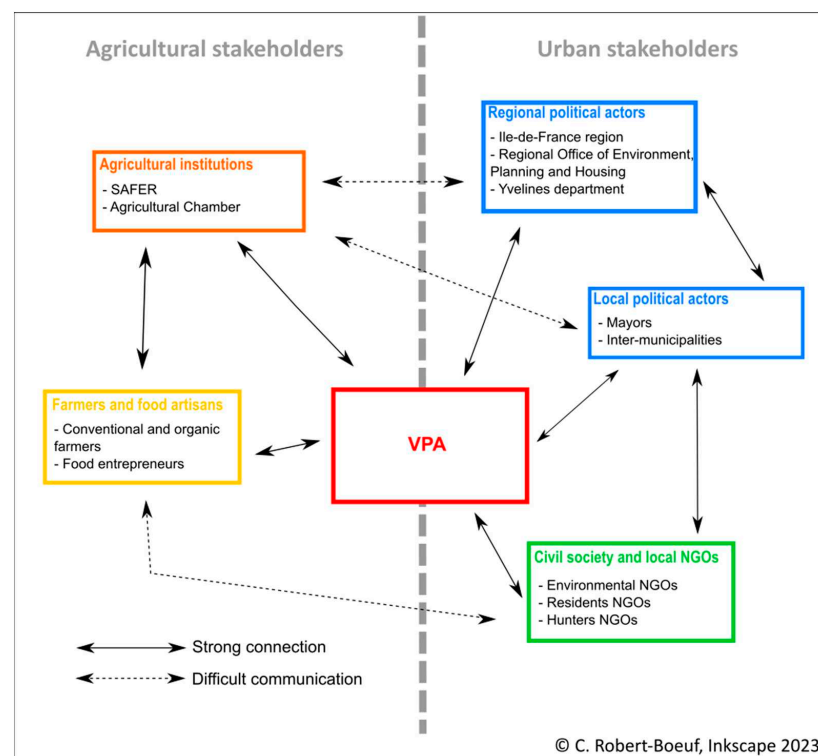 Agricultural stakeholders
Urban stakeholders
Regional political actors
- Ile-de-France region
- Regional Office of Environment,
Planning and Housing
- Yvelines department
Agricultural institutions
- SAFER
- Agricultural Chamber
Local political actors
- Mayors
- Inter-municipalities
Farmers and food artisans
- Conventional and organic
farmers
- Food entrepreneurs
VPA
Civil society and local NGOs
- Environmental NGOs
- Residents NGOs
- Hunters NGOs
Strong connection
Difficult communication
© C. Robert-Boeuf, Inkscape 2023